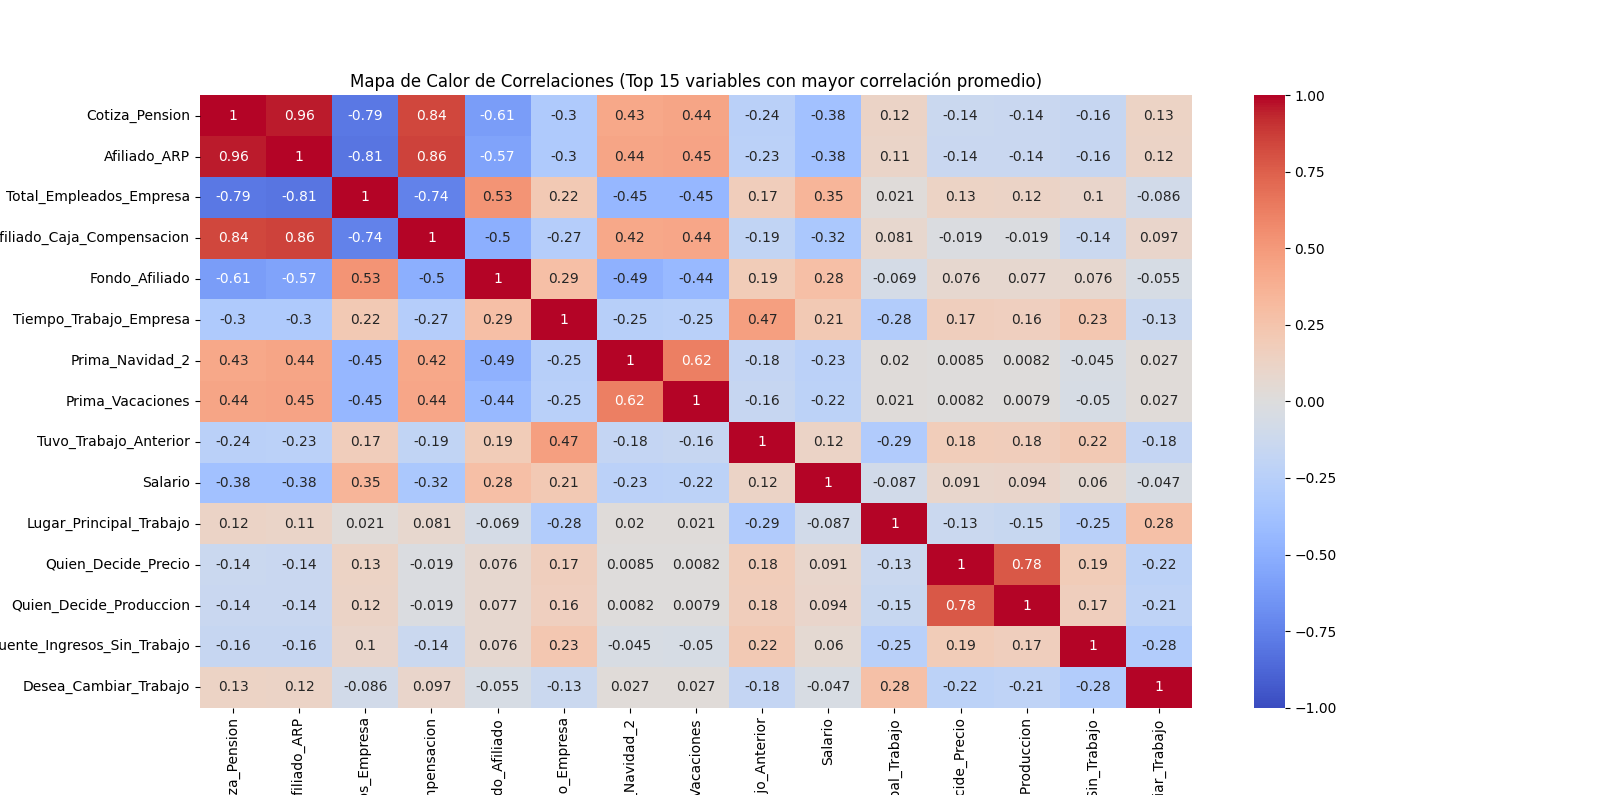 Mapa de Calor de Correlaciones (Top 15 variables con mayor correlación promedio)
Cotiza_Pension 1 0.96 -0.79 0.84 -0.61 -0.3 0.43 0.44 -0.24 -0.38 0.12 -0.14 -0.14 -0.16 0.13
Afiliado_ARP 0.96 1 -0.81 0.86 -0.57 -0.3 0.44 0.45 -0.23 -0.38 0.11 -0.14 -0.14 -0.16 0.12
Total_Empleados_Empresa -0.79 -0.81 1 -0.74 0.53 0.22 -0.45 -0.45 0.17 0.35 0.021 0.13 0.12 0.1 -0.086
filiado_Caja_Compensacion 0.84 0.86 -0.74 1 -0.5 -0.27 0.42 0.44 -0.19 -0.32 0.081 -0.019 -0.019 -0.14 0.097
Fondo_Afiliado -0.61 -0.57 0.53 -0.5 1 0.29 -0.49 -0.44 0.19 0.28 -0.069 0.076 0.077 0.076 -0.055
Tiempo_Trabajo_Empresa -0.3 -0.3 0.22 -0.27 0.29 1 -0.25 -0.25 0.47 0.21 -0.28 0.17 0.16 0.23 -0.13
Prima_Navidad_2 0.43 0.44 -0.45 0.42 -0.49 -0.25 1 0.62 -0.18 -0.23 0.02 0.0085 0.0082 -0.045 0.027
Prima_Vacaciones 0.44 0.45 -0.45 0.44 -0.44 -0.25 0.62 1 -0.16 -0.22 0.021 0.0082 0.0079 -0.05 0.027
Tuvo_Trabajo_Anterior -0.24 -0.23 0.17 -0.19 0.19 0.47 -0.18 -0.16 1 0.12 -0.29 0.18 0.18 0.22 -0.18
Salario -0.38 -0.38 0.35 -0.32 0.28 0.21 -0.23 -0.22 0.12 1 -0.087 0.091 0.094 0.06 -0.047
Lugar_Principal_Trabajo 0.12 0.11 0.021 0.081 -0.069 -0.28 0.02 0.021 -0.29 -0.087 1 -0.13 -0.15 -0.25 0.28
Quien_Decide_Precio -0.14 -0.14 0.13 -0.019 0.076 0.17 0.0085 0.0082 0.18 0.091 -0.13 1 0.78 0.19 -0.22
Quien_Decide_Produccion -0.14 -0.14 0.12 -0.019 0.077 0.16 0.0082 0.0079 0.18 0.094 -0.15 0.78 1 0.17 -0.21
uente_Ingresos_Sin_Trabajo -0.16 -0.16 0.1 -0.14 0.076 0.23 -0.045 -0.05 0.22 0.06 -0.25 0.19 0.17 1 -0.28
Desea_Cambiar_Trabajo 0.13 0.12 -0.086 0.097 -0.055 -0.13 0.027 0.027 -0.18 -0.047 0.28 -0.22 -0.21 -0.28 1
za_Pension
filiado_ARP
os_Empresa
mpensacion
do_Afiliado
o_Empresa
_Navidad_2
Vacaciones
jo_Anterior
Salario
pal_Trabajo
cide_Precio
Produccion
Sin_Trabajo
iar_Trabajo
1.00
0.75
0.50
0.25
0.00
−0.25
−0.50
−0.75
−1.00